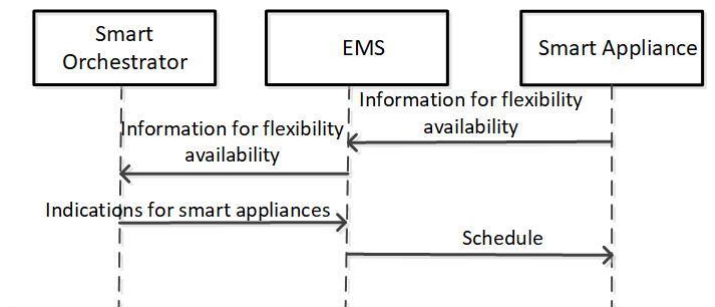 Smart
Orchestrator
EMS
Smart Appliance
Information for flexibility
availability
Information for flexibility
availability
Indications for smart appliances
Schedule